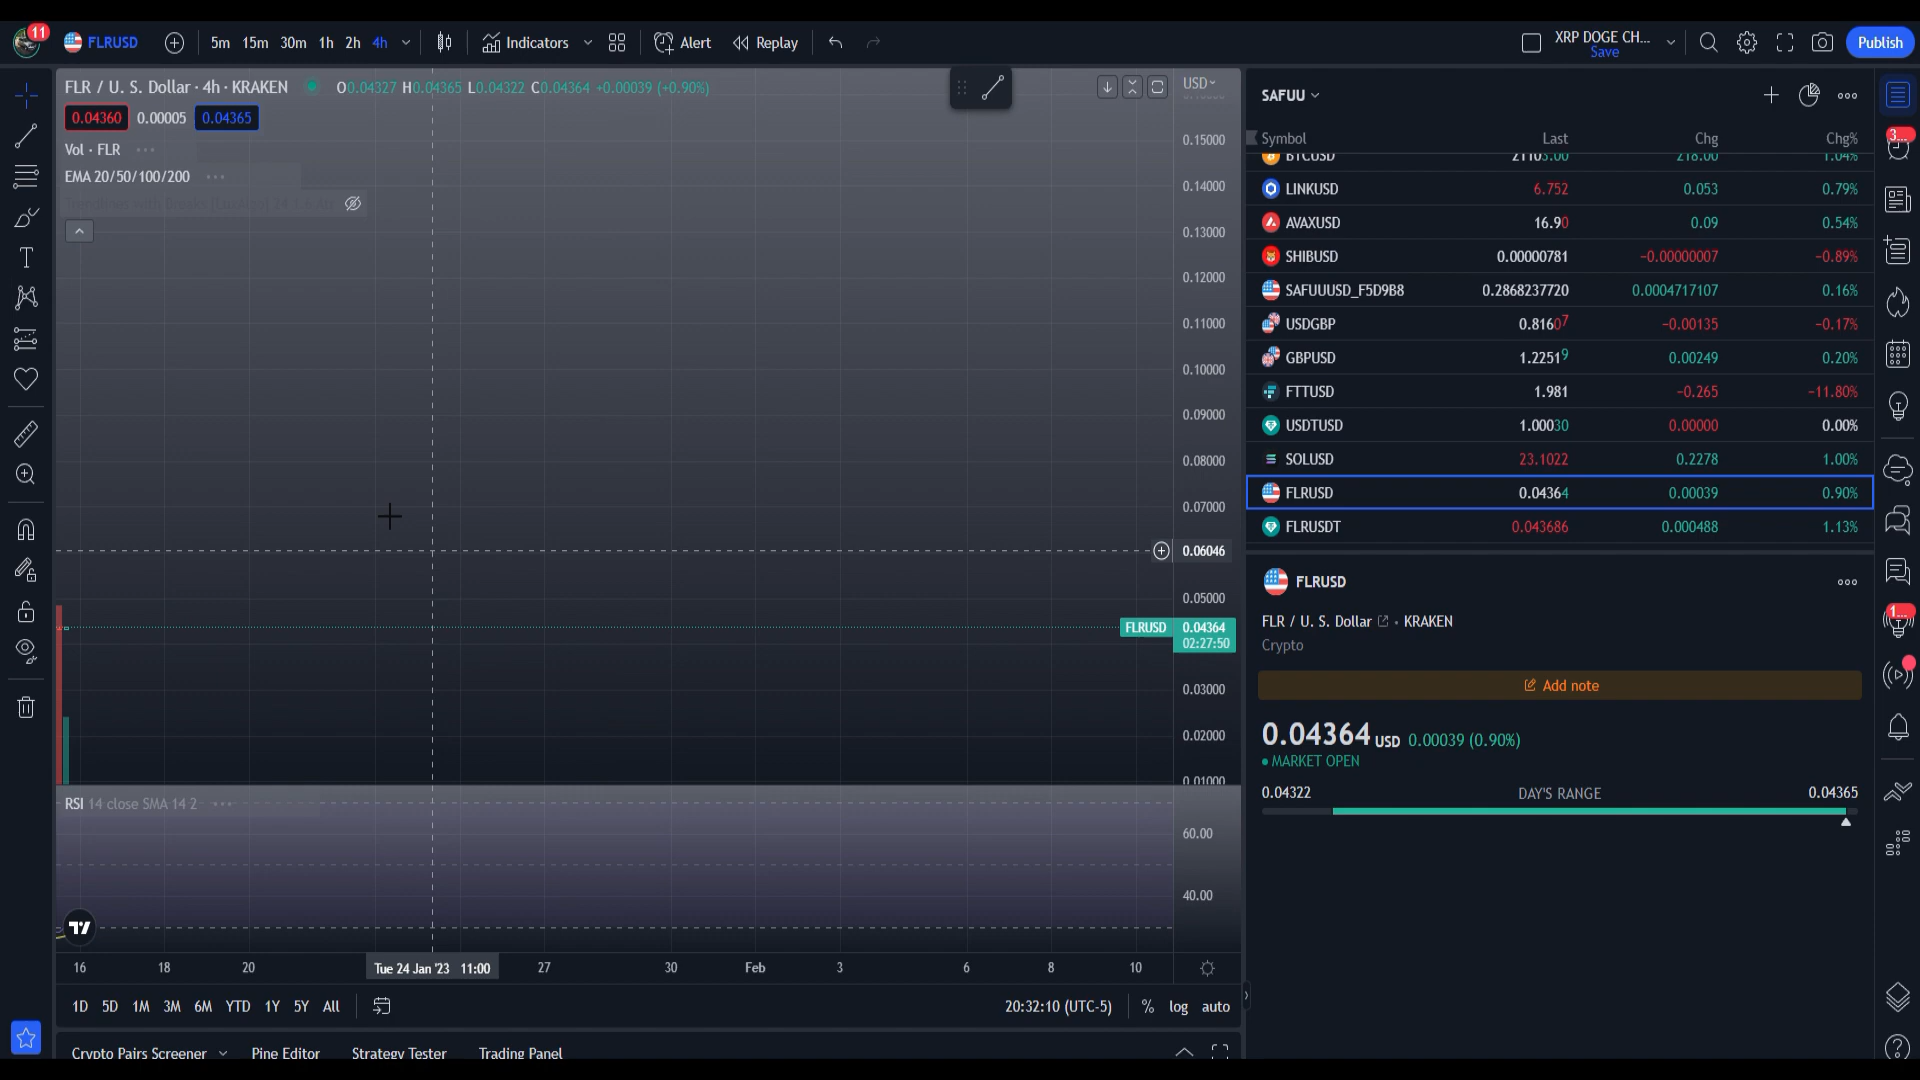 11
FLRUSD 5m 15m 30m 1h 2h 4h Indicators Alert Replay XRP DOGE CH... Save Publish
FLR / U. S. Dollar · 4h · KRAKEN O0.04327 H0.04365 L0.04322 C0.04364 +0.00039 (+0.90%)
0.04360 0.00005 0.04365
Vol · FLR
EMA 20/50/100/200
USD
0.15000
0.14000
0.13000
0.12000
0.11000
0.10000
0.09000
0.08000
0.07000
0.06046
0.05000
FLRUSD 0.04364
02:27:50
0.03000
0.02000
0.01000
RSI 14 close SMA 14 2
60.00
40.00
16 18 20 Tue 24 Jan '23 11:00 27 30 Feb 3 6 8 10
1D 5D 1M 3M 6M YTD 1Y 5Y All 20:32:10 (UTC-5) % log auto
Crypto Pairs Screener Pine Editor Strategy Tester Trading Panel
SAFUU
Symbol Last Chg Chg%
BTCUSD 21103.00 218.00 1.04%
LINKUSD 6.752 0.053 0.79%
AVAXUSD 16.90 0.09 0.54%
SHIBUSD 0.00000781 −0.00000007 −0.89%
SAFUUUSD_F5D9B8 0.2868237720 0.0004717107 0.16%
USDGBP 0.81607 −0.00135 −0.17%
GBPUSD 1.22519 0.00249 0.20%
FTTUSD 1.981 −0.265 −11.80%
USDTUSD 1.00030 0.00000 0.00%
SOLUSD 23.1022 0.2278 1.00%
FLRUSD 0.04364 0.00039 0.90%
FLRUSDT 0.043686 0.000488 1.13%
FLRUSD
FLR / U. S. Dollar · KRAKEN
Crypto
Add note
0.04364 USD 0.00039 (0.90%)
MARKET OPEN
0.04322 DAY'S RANGE 0.04365
3...
1...